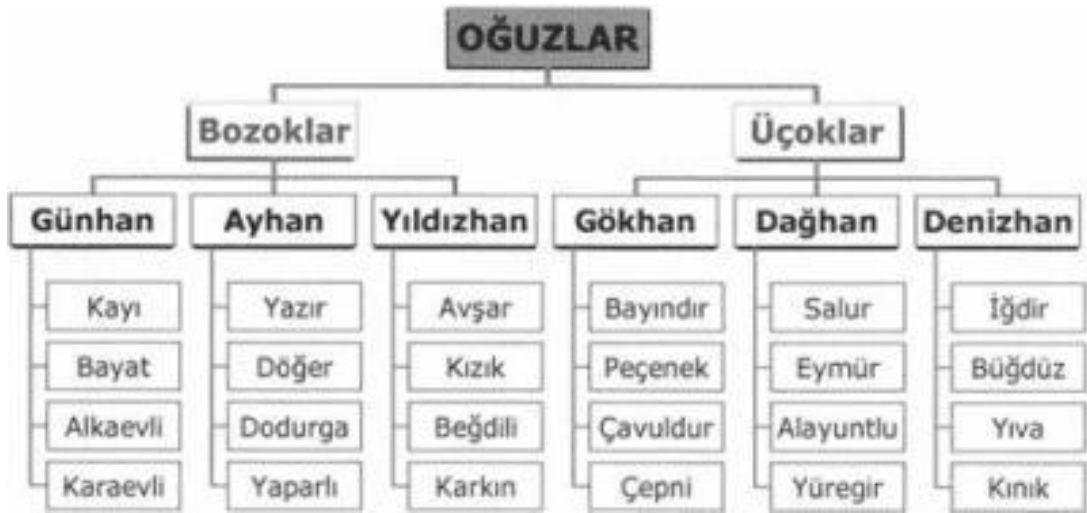 OĞUZLAR
Bozoklar Üçoklar
Günhan Ayhan Yıldızhan Gökhan Dağhan Denizhan
Kayı Yazır Avşar Bayındır Salur İğdir
Bayat Döğer Kızık Peçenek Eymür Büğdüz
Alkaevli Dodurga Beğdili Çavuldur Alayuntlu Yıva
Karaevli Yaparlı Karkın Çepni Yüregir Kınık